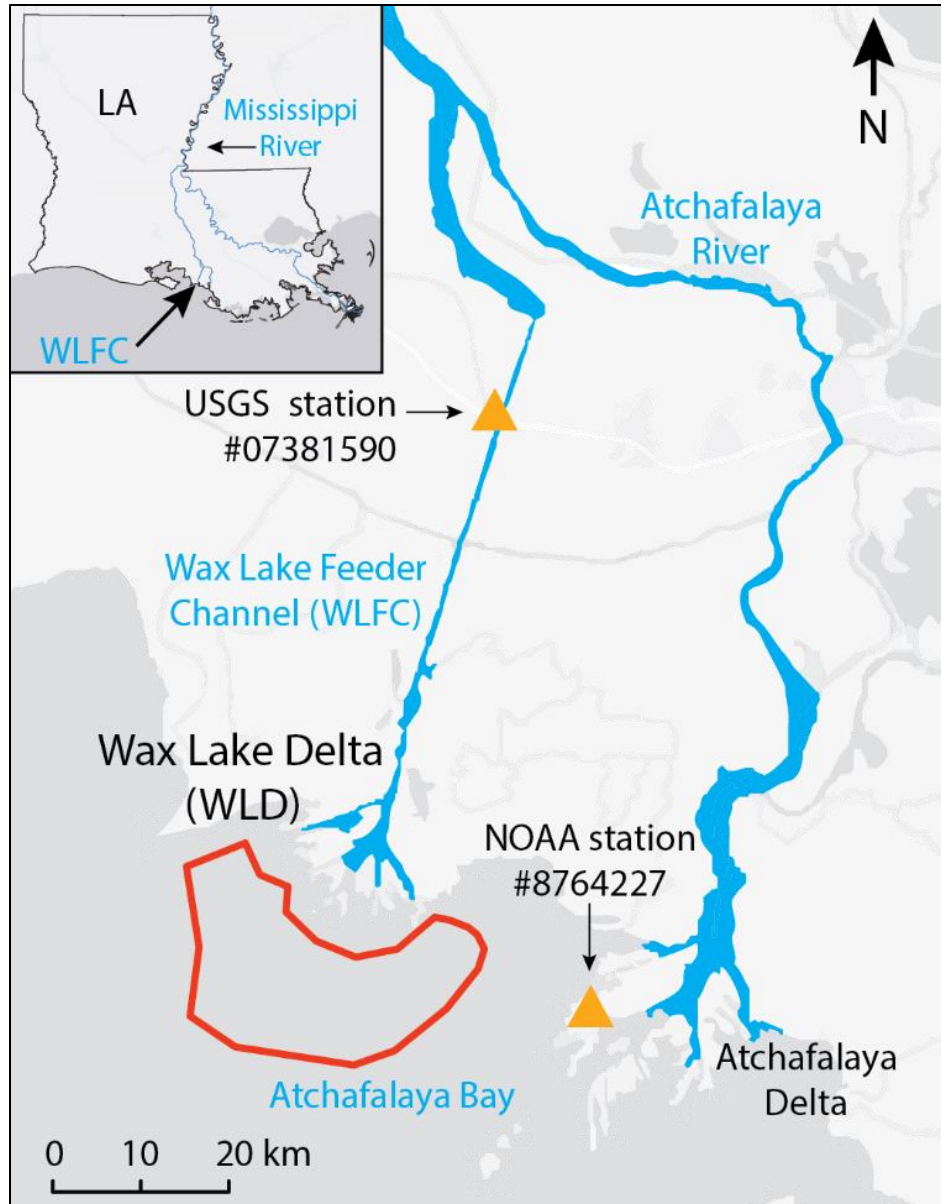 LA
Mississippi
River
WLFC
N
Atchafalaya
River
USGS station
#07381590
Wax Lake Feeder
Channel (WLFC)
Wax Lake Delta
(WLD)
NOAA station
#8764227
Atchafalaya Bay
Atchafalaya
Delta
0 10 20 km